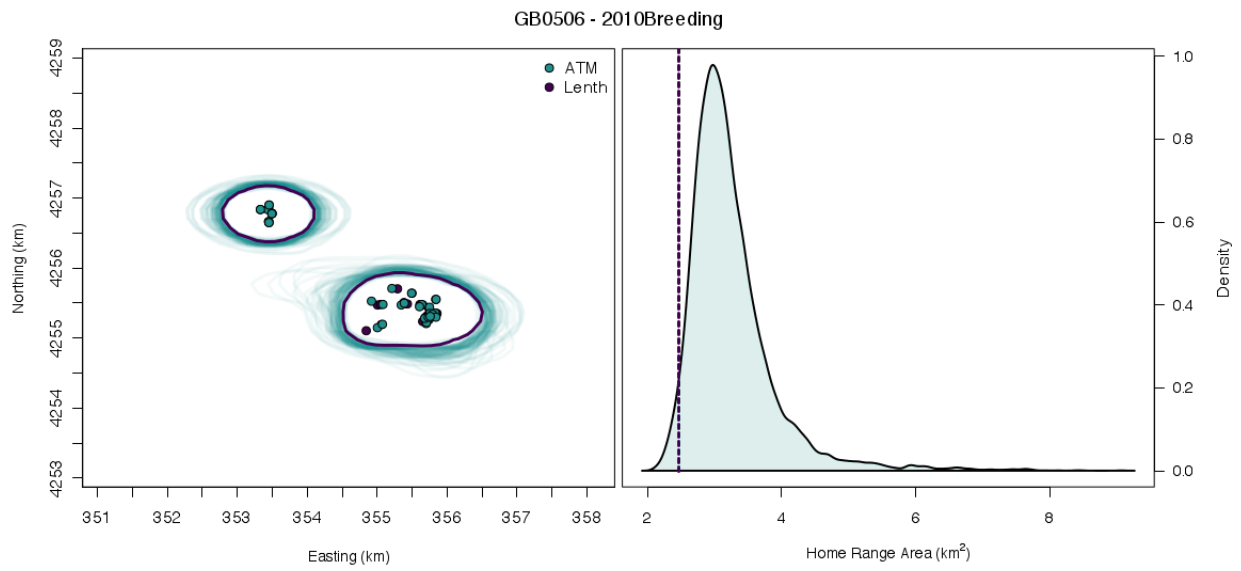 GB0506 - 2010Breeding
ATM
Lenth
Northing (km)
4259
4258
4257
4256
4255
4254
4253
351 352 353 354 355 356 357 358
Easting (km)
1.0
0.8
0.6
0.4
0.2
0.0
Density
2 4 6 8
Home Range Area (km²)